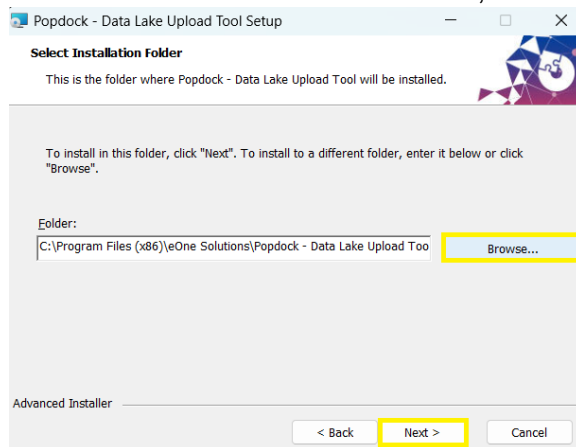 Popdock - Data Lake Upload Tool Setup
Select Installation Folder
This is the folder where Popdock - Data Lake Upload Tool will be installed.
To install in this folder, click "Next". To install to a different folder, enter it below or click
"Browse".
Folder:
C:\Program Files (x86)\eOne Solutions\Popdock - Data Lake Upload Too
Browse...
Advanced Installer
< Back
Next >
Cancel